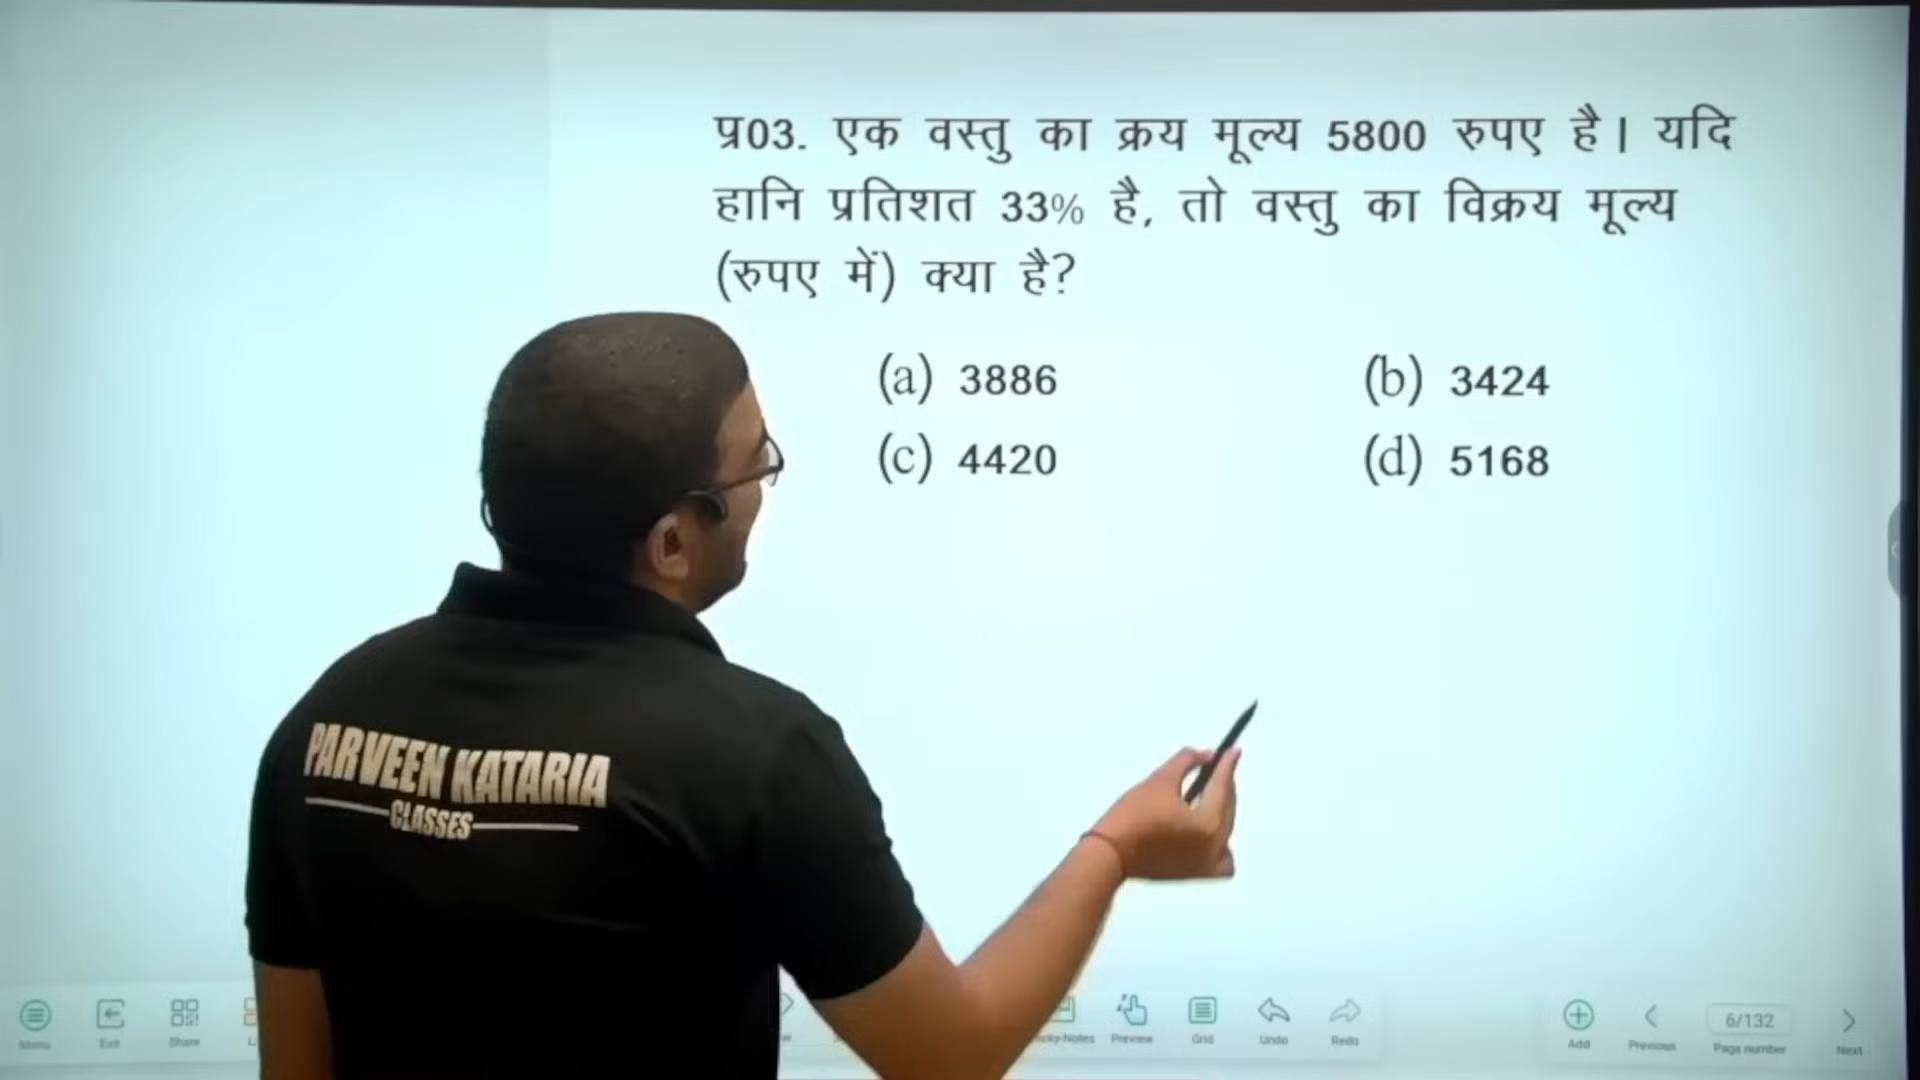 प्र03. एक वस्तु का क्रय मूल्य 5800 रुपए है। यदि
हानि प्रतिशत 33% है, तो वस्तु का विक्रय मूल्य
(रुपए में) क्या है?
(a) 3886 (b) 3424
(c) 4420 (d) 5168
PARVEEN KATARIA
CLASSES
Menu Exit Share Preview Grid Undo Redo Add Previous Page number Next
6/132